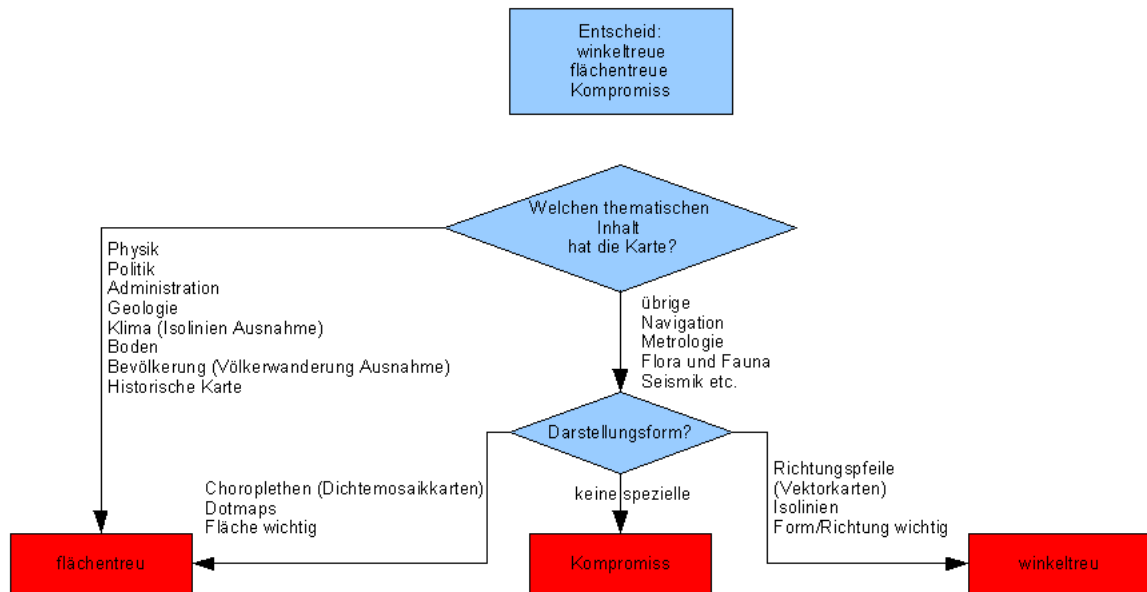 Entscheid:
winkeltreue
flächentreue
Kompromiss
Welchen thematischen
Inhalt
hat die Karte?
Physik
Politik
Administration
Geologie
Klima (Isolinien Ausnahme)
Boden
Bevölkerung (Völkerwanderung Ausnahme)
Historische Karte
übrige
Navigation
Metrologie
Flora und Fauna
Seismik etc.
Darstellungsform?
Choroplethen (Dichtemosaikkarten)
Dotmaps
Fläche wichtig
keine spezielle
Richtungspfeile
(Vektorkarten)
Isolinien
Form/Richtung wichtig
flächentreu
Kompromiss
winkeltreu